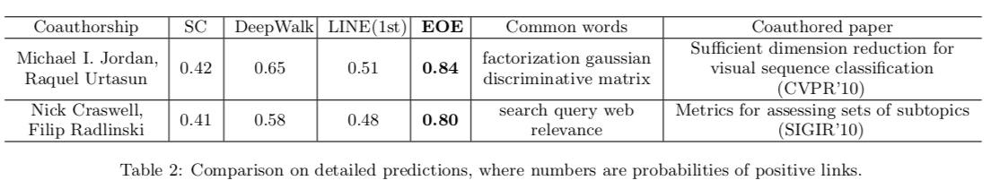 Coauthorship SC DeepWalk LINE(1st) EOE Common words Coauthored paper
Michael I. Jordan,
Raquel Urtasun
0.42 0.65 0.51 0.84
factorization gaussian
discriminative matrix
Sufficient dimension reduction for
visual sequence classification
(CVPR'10)
Nick Craswell,
Filip Radlinski
0.41 0.58 0.48 0.80
search query web
relevance
Metrics for assessing sets of subtopics
(SIGIR'10)
Table 2: Comparison on detailed predictions, where numbers are probabilities of positive links.